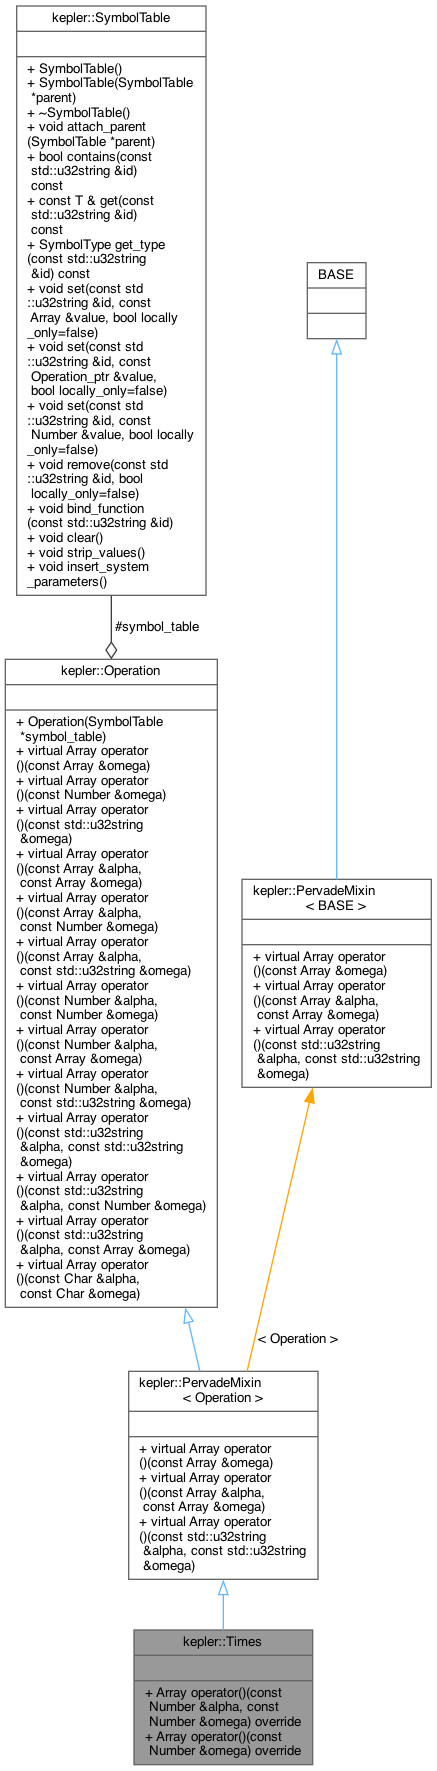 kepler::SymbolTable
+ SymbolTable()
+ SymbolTable(SymbolTable
*parent)
+ ~SymbolTable()
+ void attach_parent
(SymbolTable *parent)
+ bool contains(const
std::u32string &id)
const
+ const T & get(const
std::u32string &id)
const
+ SymbolType get_type
(const std::u32string
&id) const
+ void set(const std
::u32string &id, const
Array &value, bool locally
_only=false)
+ void set(const std
::u32string &id, const
Operation_ptr &value,
bool locally_only=false)
+ void set(const std
::u32string &id, const
Number &value, bool locally
_only=false)
+ void remove(const std
::u32string &id, bool
locally_only=false)
+ void bind_function
(const std::u32string &id)
+ void clear()
+ void strip_values()
+ void insert_system
_parameters()
BASE
#symbol_table
kepler::Operation
+ Operation(SymbolTable
*symbol_table)
+ virtual Array operator
()(const Array &omega)
+ virtual Array operator
()(const Number &omega)
+ virtual Array operator
()(const std::u32string
&omega)
+ virtual Array operator
()(const Array &alpha,
const Array &omega)
+ virtual Array operator
()(const Array &alpha,
const Number &omega)
+ virtual Array operator
()(const Array &alpha,
const std::u32string &omega)
+ virtual Array operator
()(const Number &alpha,
const Number &omega)
+ virtual Array operator
()(const Number &alpha,
const Array &omega)
+ virtual Array operator
()(const Number &alpha,
const std::u32string &omega)
+ virtual Array operator
()(const std::u32string
&alpha, const std::u32string
&omega)
+ virtual Array operator
()(const std::u32string
&alpha, const Number &omega)
+ virtual Array operator
()(const std::u32string
&alpha, const Array &omega)
+ virtual Array operator
()(const Char &alpha,
const Char &omega)
kepler::PervadeMixin
< BASE >
+ virtual Array operator
()(const Array &omega)
+ virtual Array operator
()(const Array &alpha,
const Array &omega)
+ virtual Array operator
()(const std::u32string
&alpha, const std::u32string
&omega)
< Operation >
kepler::PervadeMixin
< Operation >
+ virtual Array operator
()(const Array &omega)
+ virtual Array operator
()(const Array &alpha,
const Array &omega)
+ virtual Array operator
()(const std::u32string
&alpha, const std::u32string
&omega)
kepler::Times
+ Array operator()(const
Number &alpha, const
Number &omega) override
+ Array operator()(const
Number &omega) override